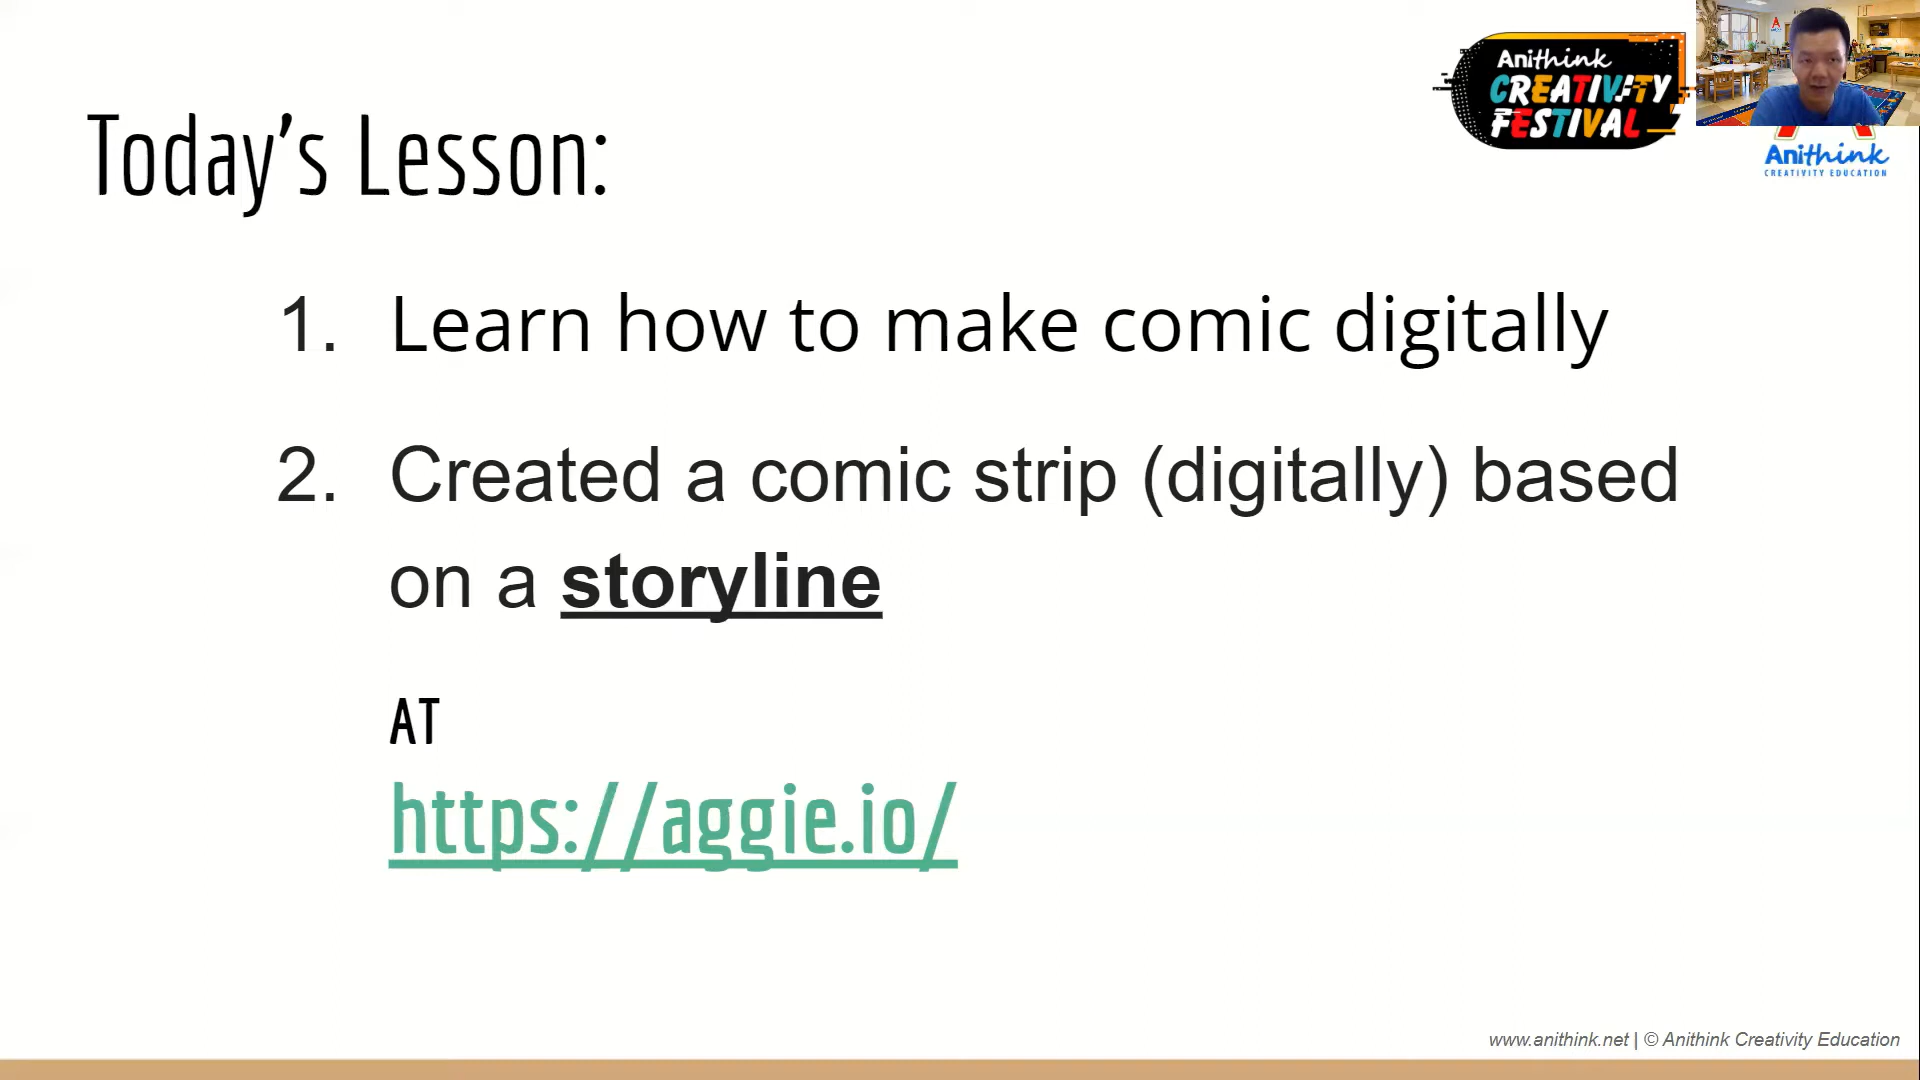 Anithink
CREATIVITY
FESTIVAL
Today's Lesson:
Anithink
CREATIVITY EDUCATION
1. Learn how to make comic digitally
2. Created a comic strip (digitally) based
on a storyline
AT
https://aggie.io/
www.anithink.net | © Anithink Creativity Education